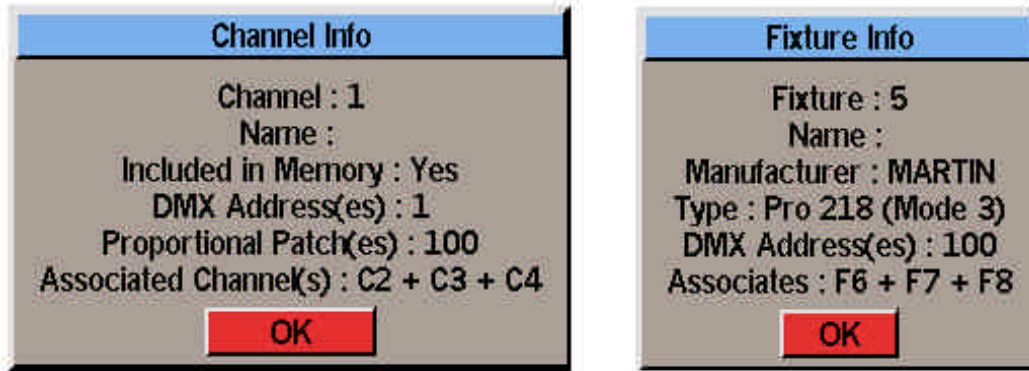 Channel Info
Channel : 1
Name :
Included in Memory : Yes
DMX Address(es) : 1
Proportional Patch(es) : 100
Associated Channel(s) : C2 + C3 + C4
OK
Fixture Info
Fixture : 5
Name :
Manufacturer : MARTIN
Type : Pro 218 (Mode 3)
DMX Address(es) : 100
Associates : F6 + F7 + F8
OK